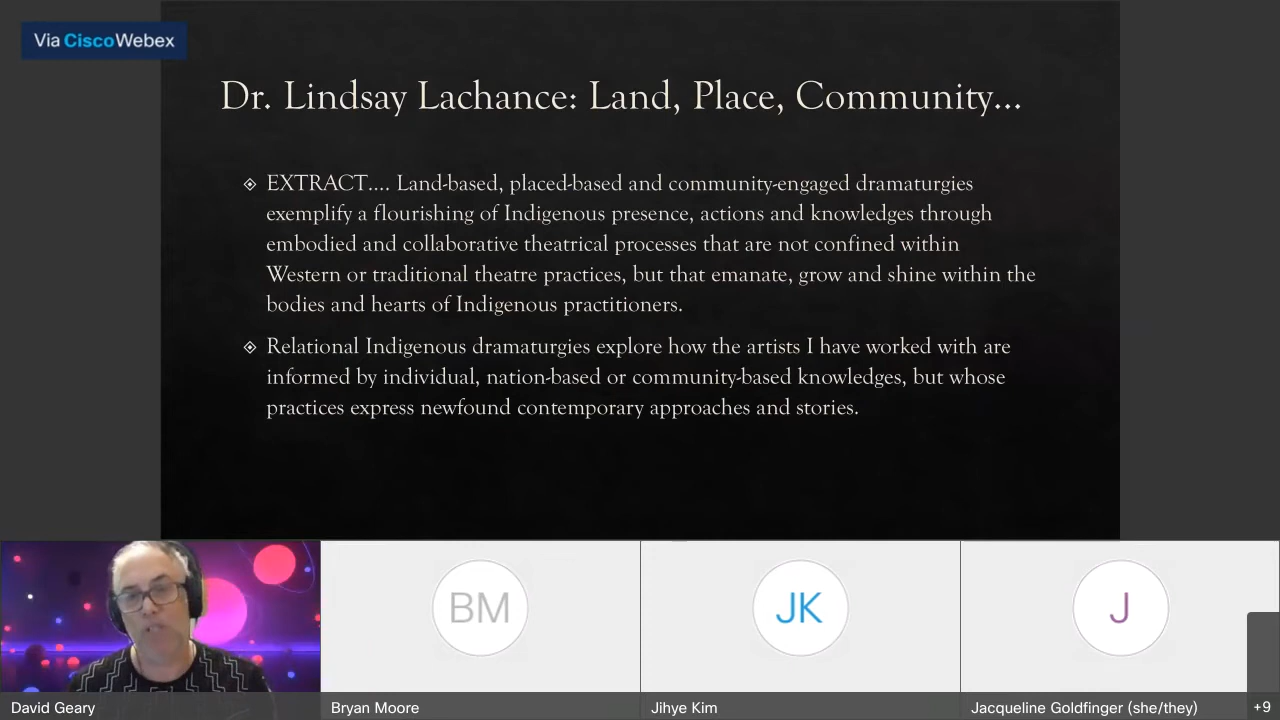 Via Cisco Webex
Dr. Lindsay Lachance: Land, Place, Community…
EXTRACT…. Land-based, placed-based and community-engaged dramaturgies
exemplify a flourishing of Indigenous presence, actions and knowledges through
embodied and collaborative theatrical processes that are not confined within
Western or traditional theatre practices, but that emanate, grow and shine within the
bodies and hearts of Indigenous practitioners.
Relational Indigenous dramaturgies explore how the artists I have worked with are
informed by individual, nation-based or community-based knowledges, but whose
practices express newfound contemporary approaches and stories.
BM
JK
J
David Geary
Bryan Moore
Jihye Kim
Jacqueline Goldfinger (she/they)
+9